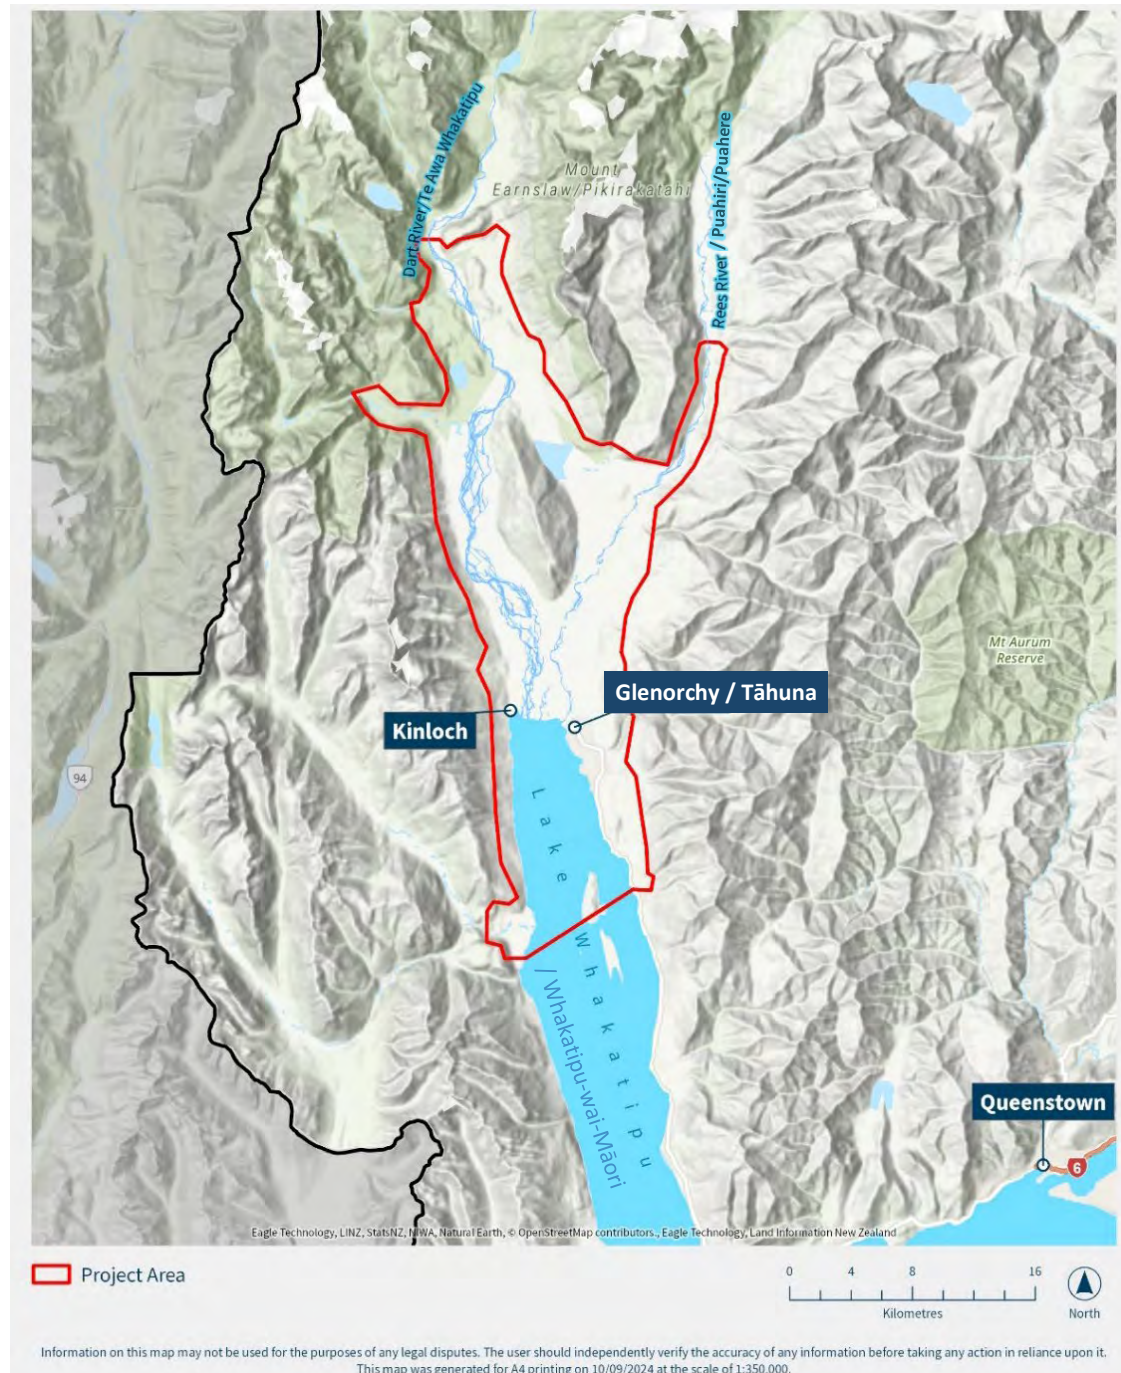 Dart River/Te Awa Whakatipu
Rees River / Puahiri/Puahere
Mount
Earnslaw/Pikirakatahi
Mt Aurum
Reserve
Glenorchy / Tāhuna
Kinloch
94
Lake Whakatipu
/ Whakatipu-wai-Māori
Queenstown
6
Eagle Technology, LINZ, StatsNZ, NIWA, Natural Earth, © OpenStreetMap contributors., Eagle Technology, Land Information New Zealand
Project Area
0 4 8 16
Kilometres
North
Information on this map may not be used for the purposes of any legal disputes. The user should independently verify the accuracy of any information before taking any action in reliance upon it.
This map was generated for A4 printing on 10/09/2024 at the scale of 1:350,000.